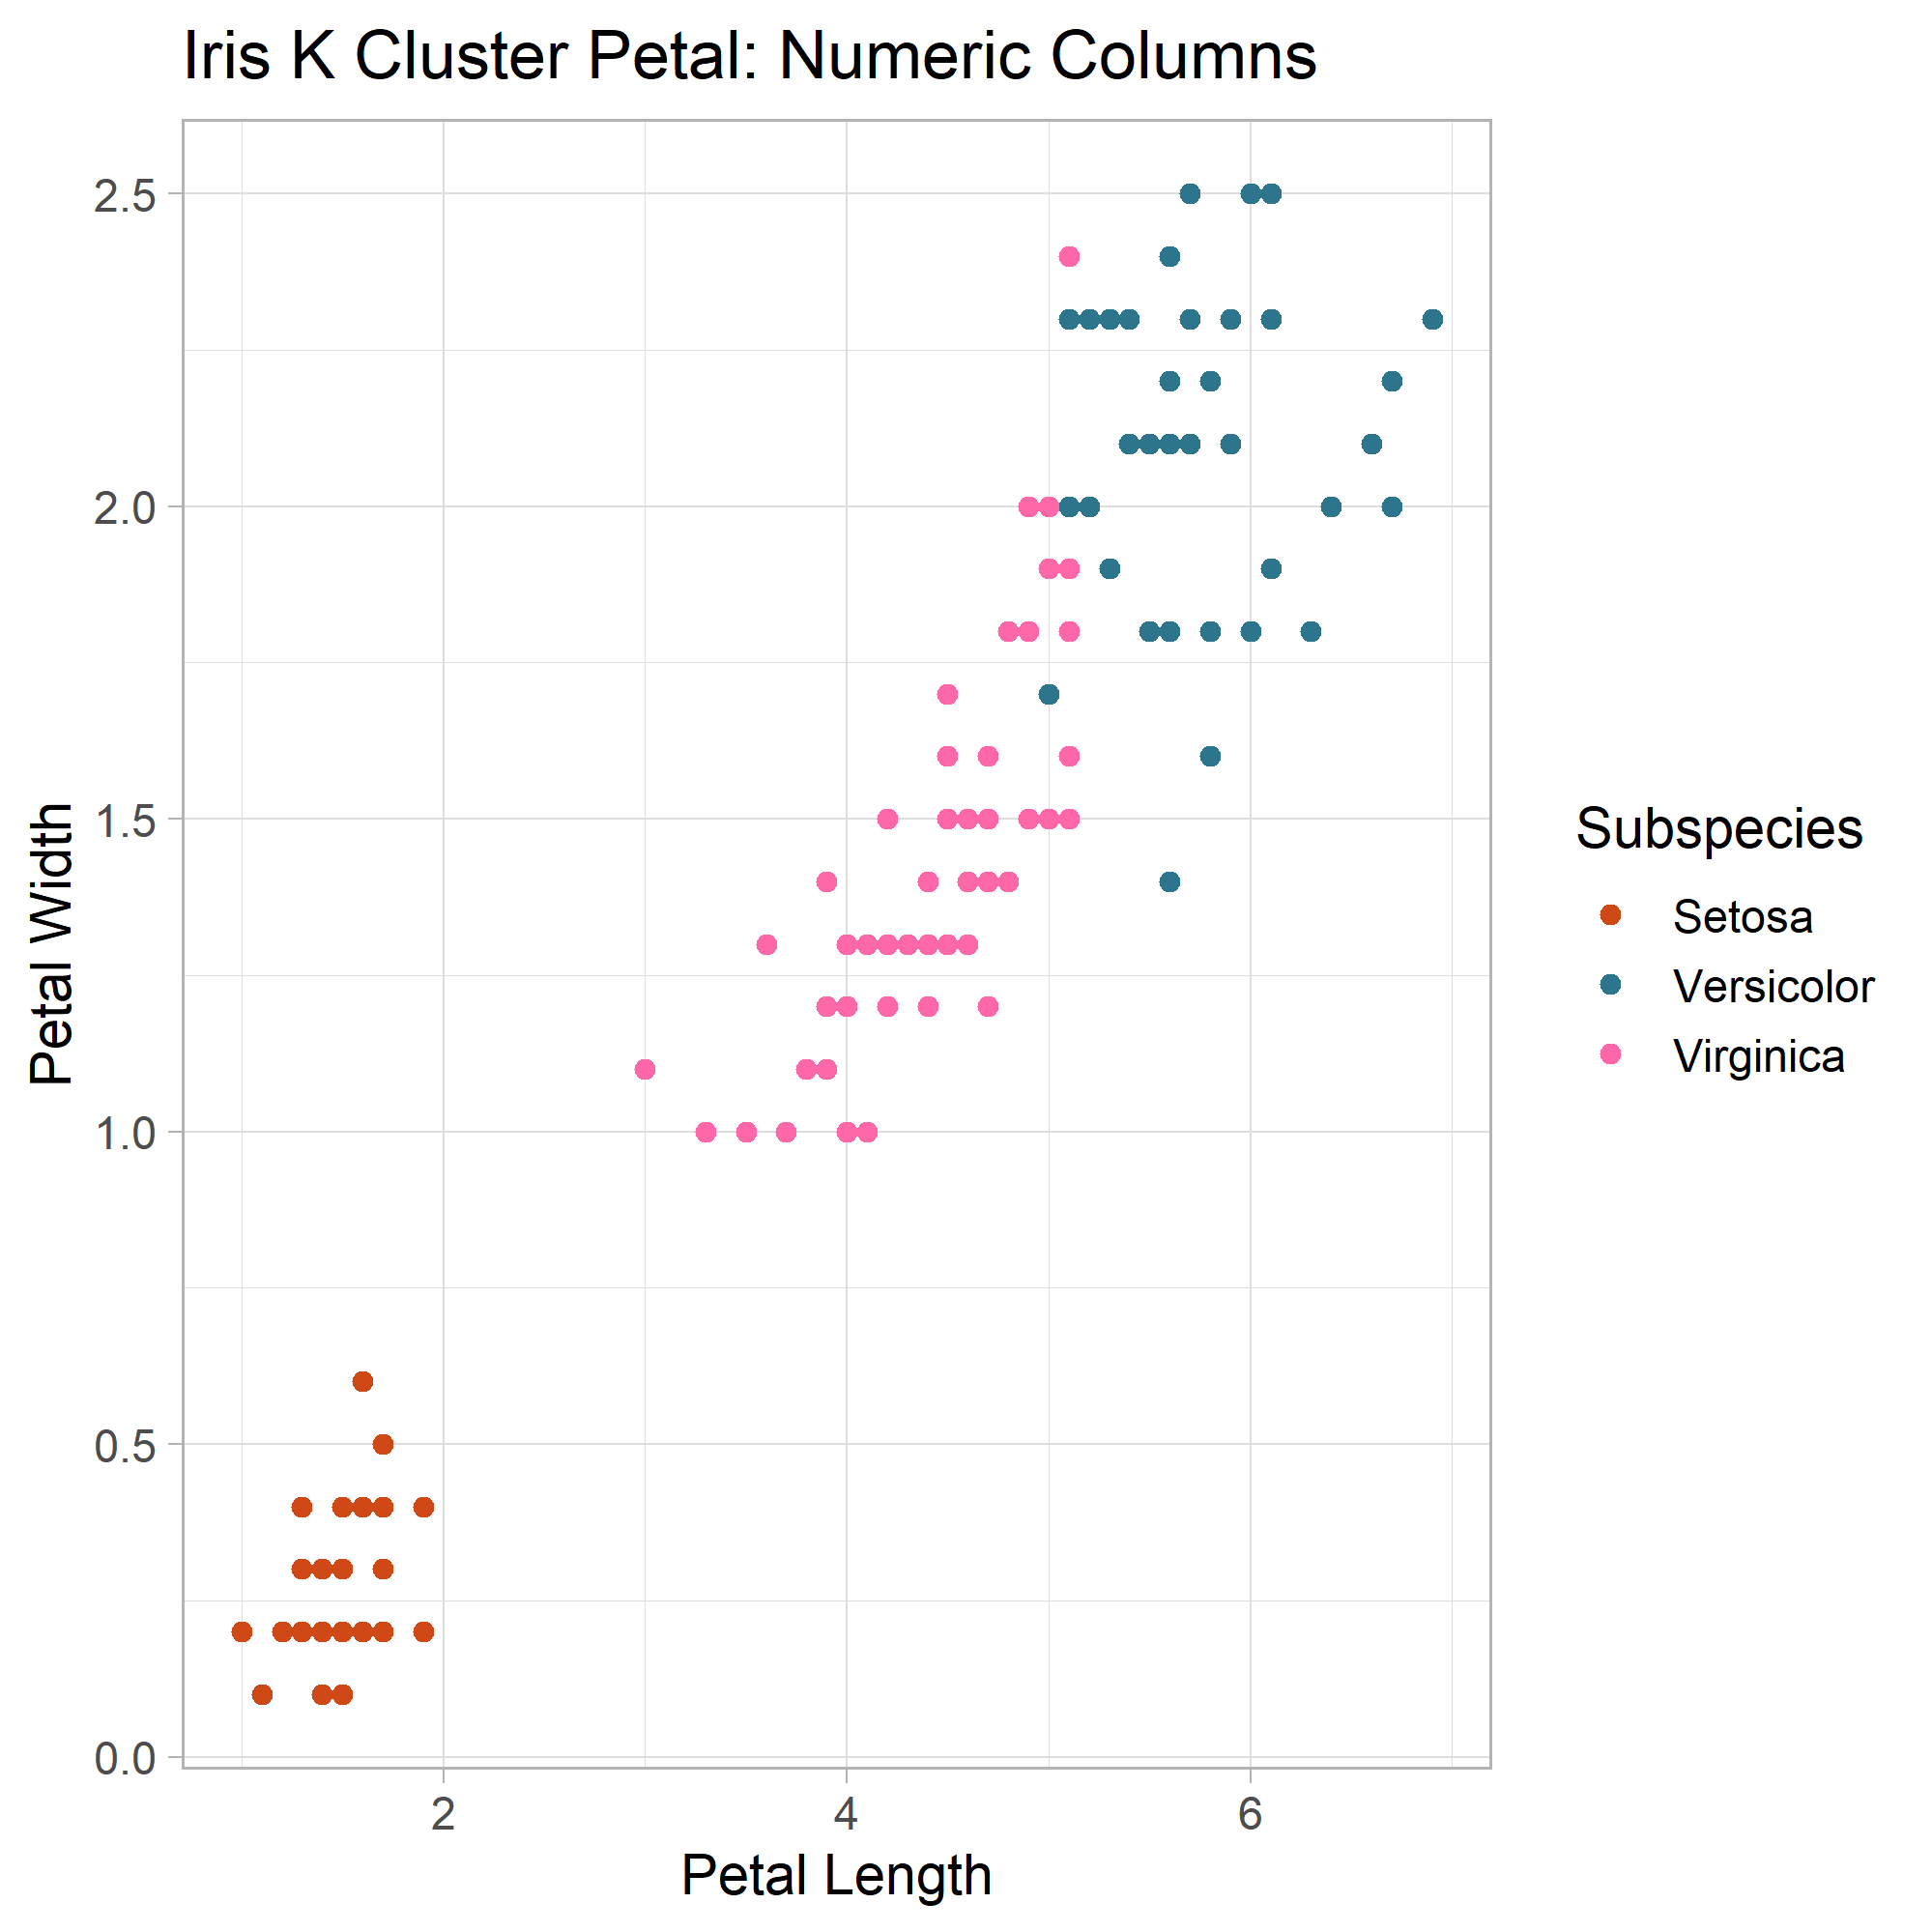 Iris K Cluster Petal: Numeric Columns
2.5
2.0
1.5
1.0
0.5
0.0
Petal Width
2
4
6
Petal Length
Subspecies
Setosa
Versicolor
Virginica